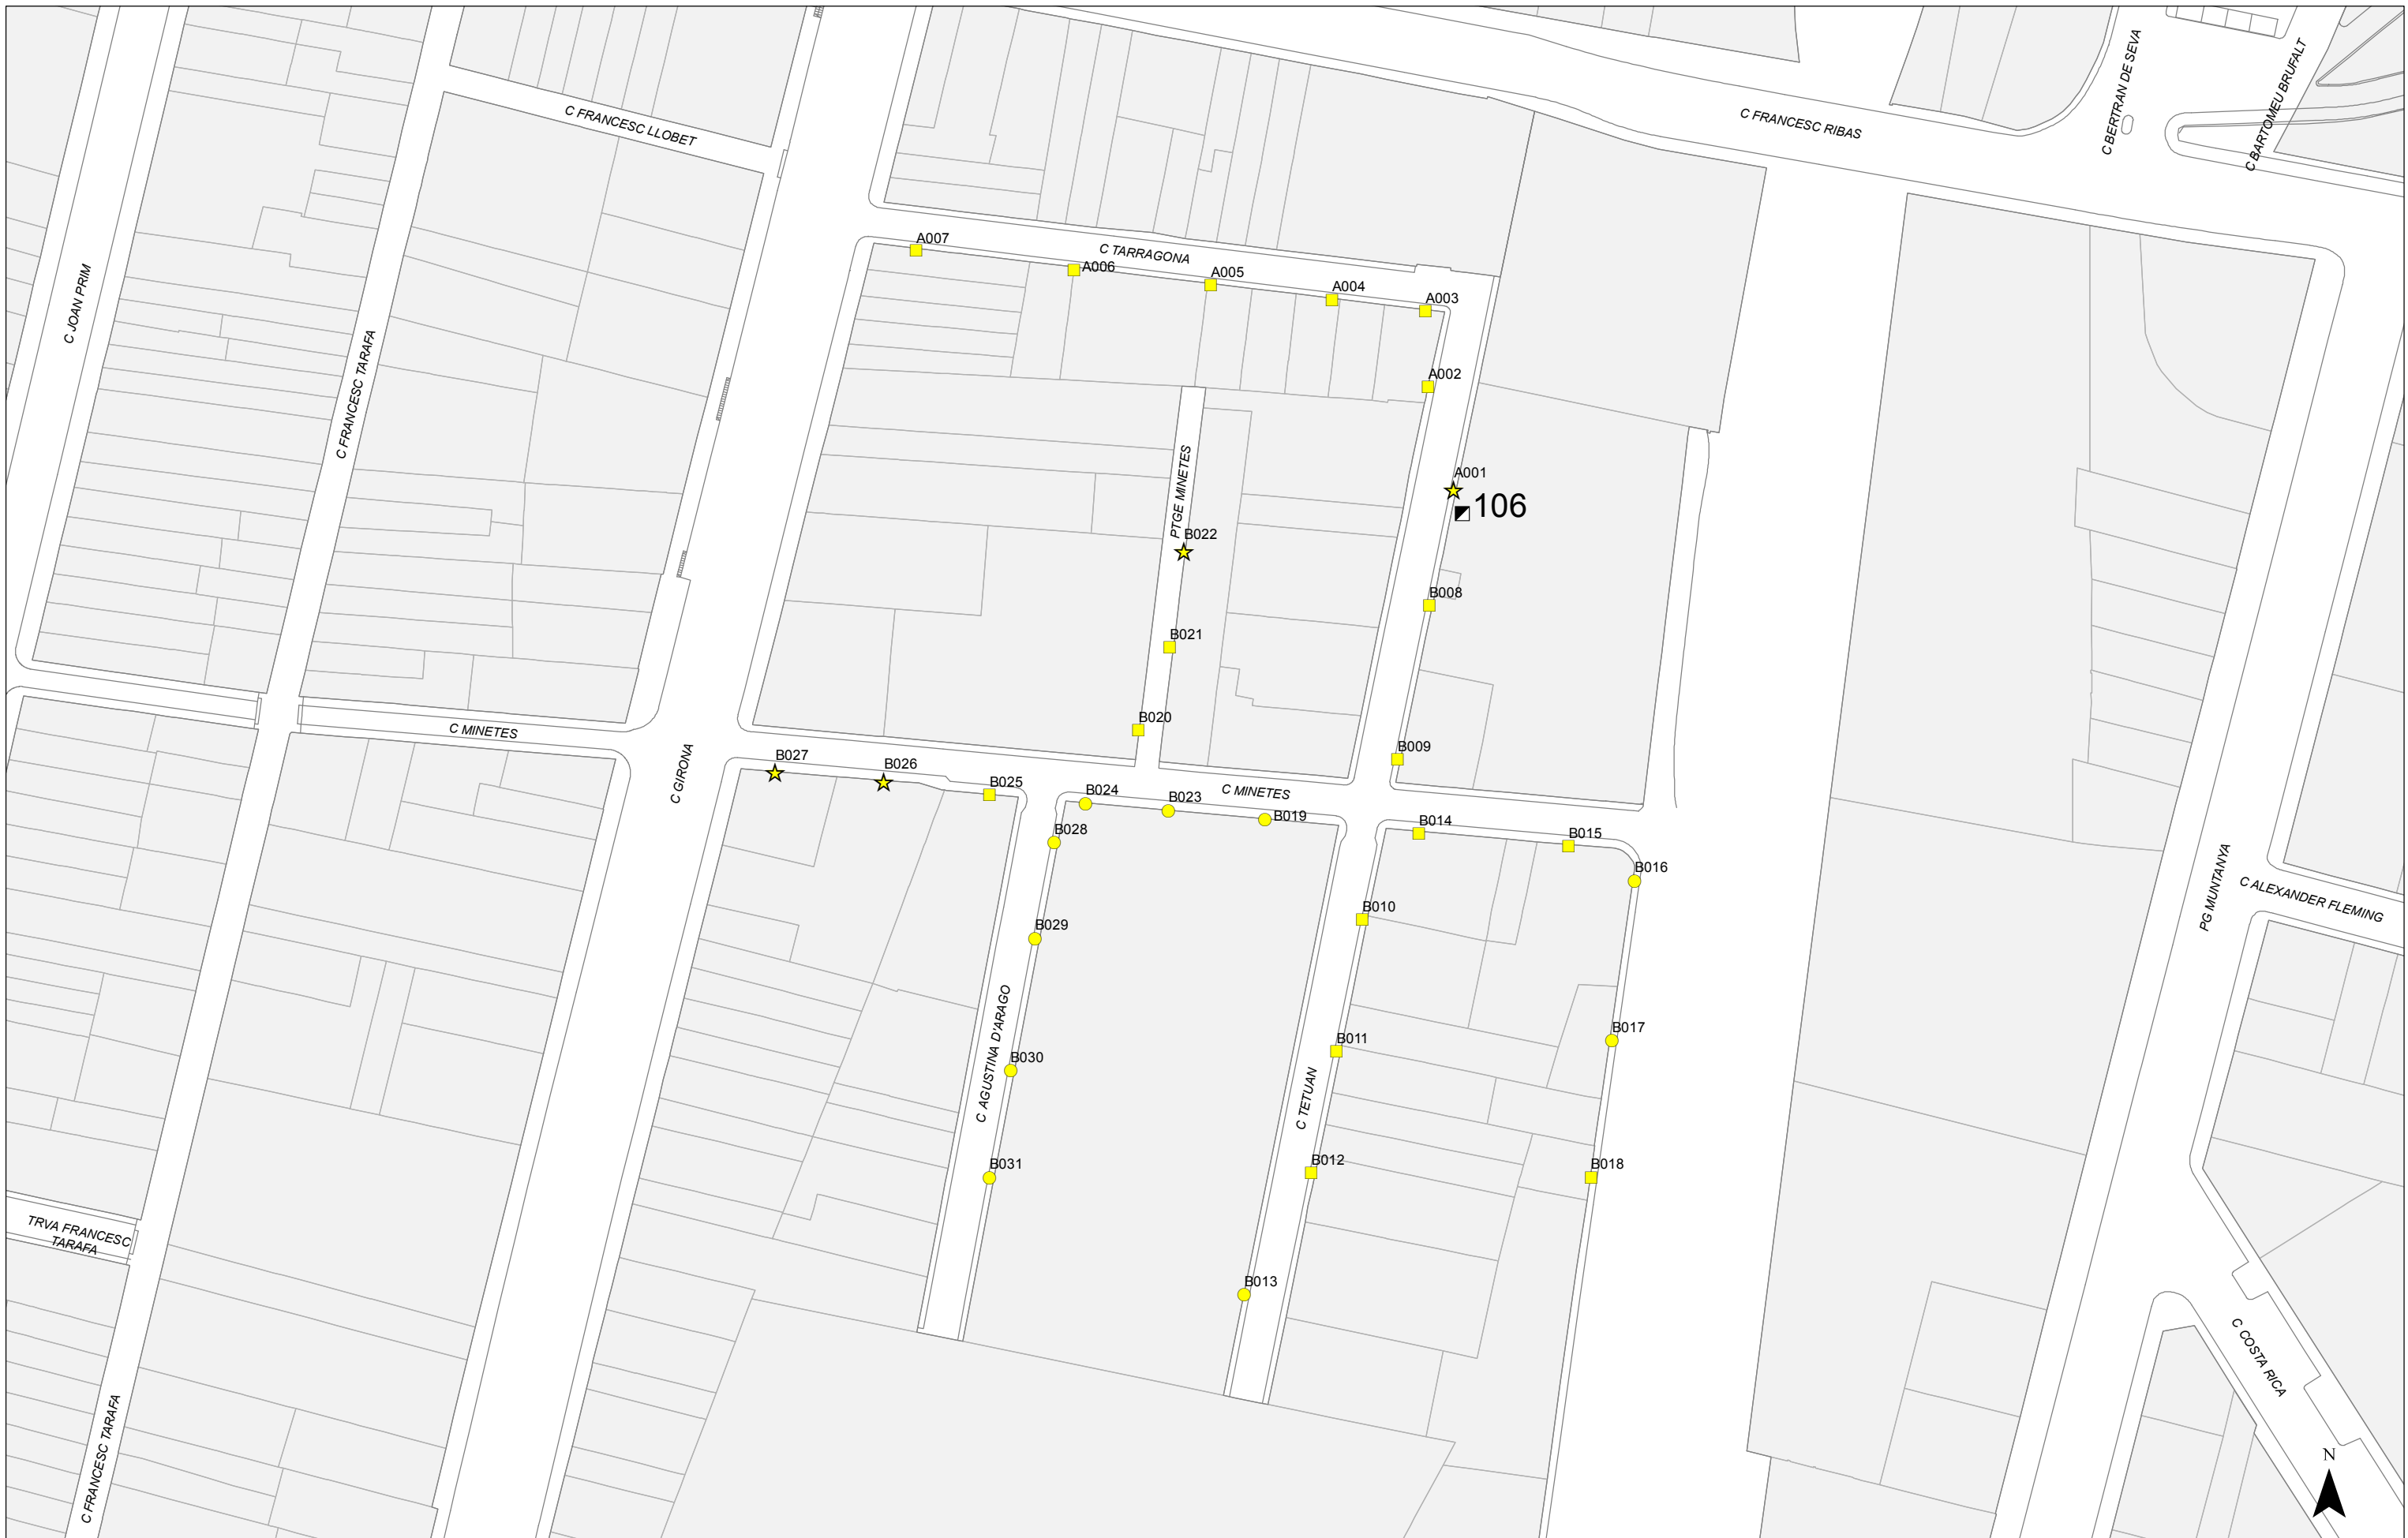 C BERTRAN DE SEVA
C BARTOMEU BRUFALT
C FRANCESC LLOBET
C FRANCESC RIBAS
A007
C TARRAGONA
A006
A005
A004
A003
C JOAN PRIM
C FRANCESC TARAFA
A002
PTGE MINETES
A001
106
B022
B008
B021
B020
C MINETES
C GIRONA
B027
B026
B025
B009
C MINETES
B024
B023
B019
B014
B015
B028
B016
PG MUNTANYA
C ALEXANDER FLEMING
B010
B029
C AGUSTINA D'ARAGO
B017
B011
B030
C TETUAN
B012
B018
B031
TRVA FRANCESC
TARAFA
B013
C COSTA RICA
C FRANCESC TARAFA
N